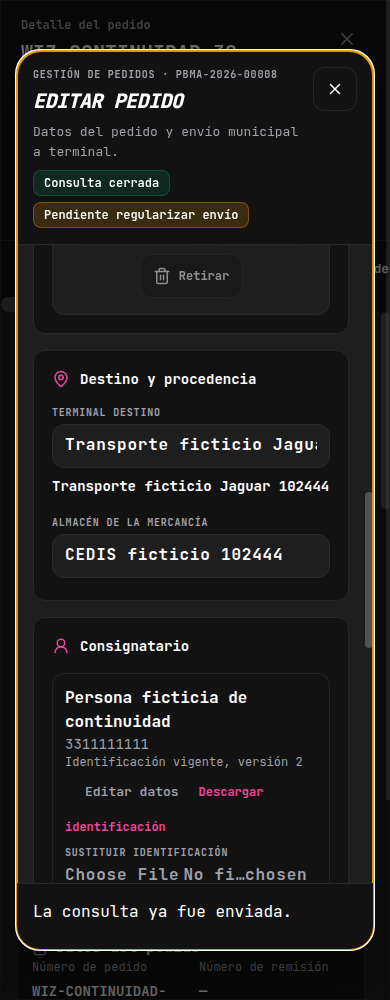 Detalle del pedido
GESTIÓN DE PEDIDOS · PBMA-2026-00008
EDITAR PEDIDO
Datos del pedido y envío municipal
a terminal.
Consulta cerrada
Pendiente regularizar envío
de
Retirar
Destino y procedencia
TERMINAL DESTINO
Transporte ficticio Jagua
Transporte ficticio Jaguar 102444
ALMACÉN DE LA MERCANCÍA
CEDIS ficticio 102444
Consignatario
Persona ficticia de
continuidad
3311111111
Identificación vigente, versión 2
Editar datos Descargar
identificación
SUSTITUIR IDENTIFICACIÓN
Choose File No fi…chosen
La consulta ya fue enviada.
Número de pedido Número de remisión
WIZ-CONTINUIDAD- —